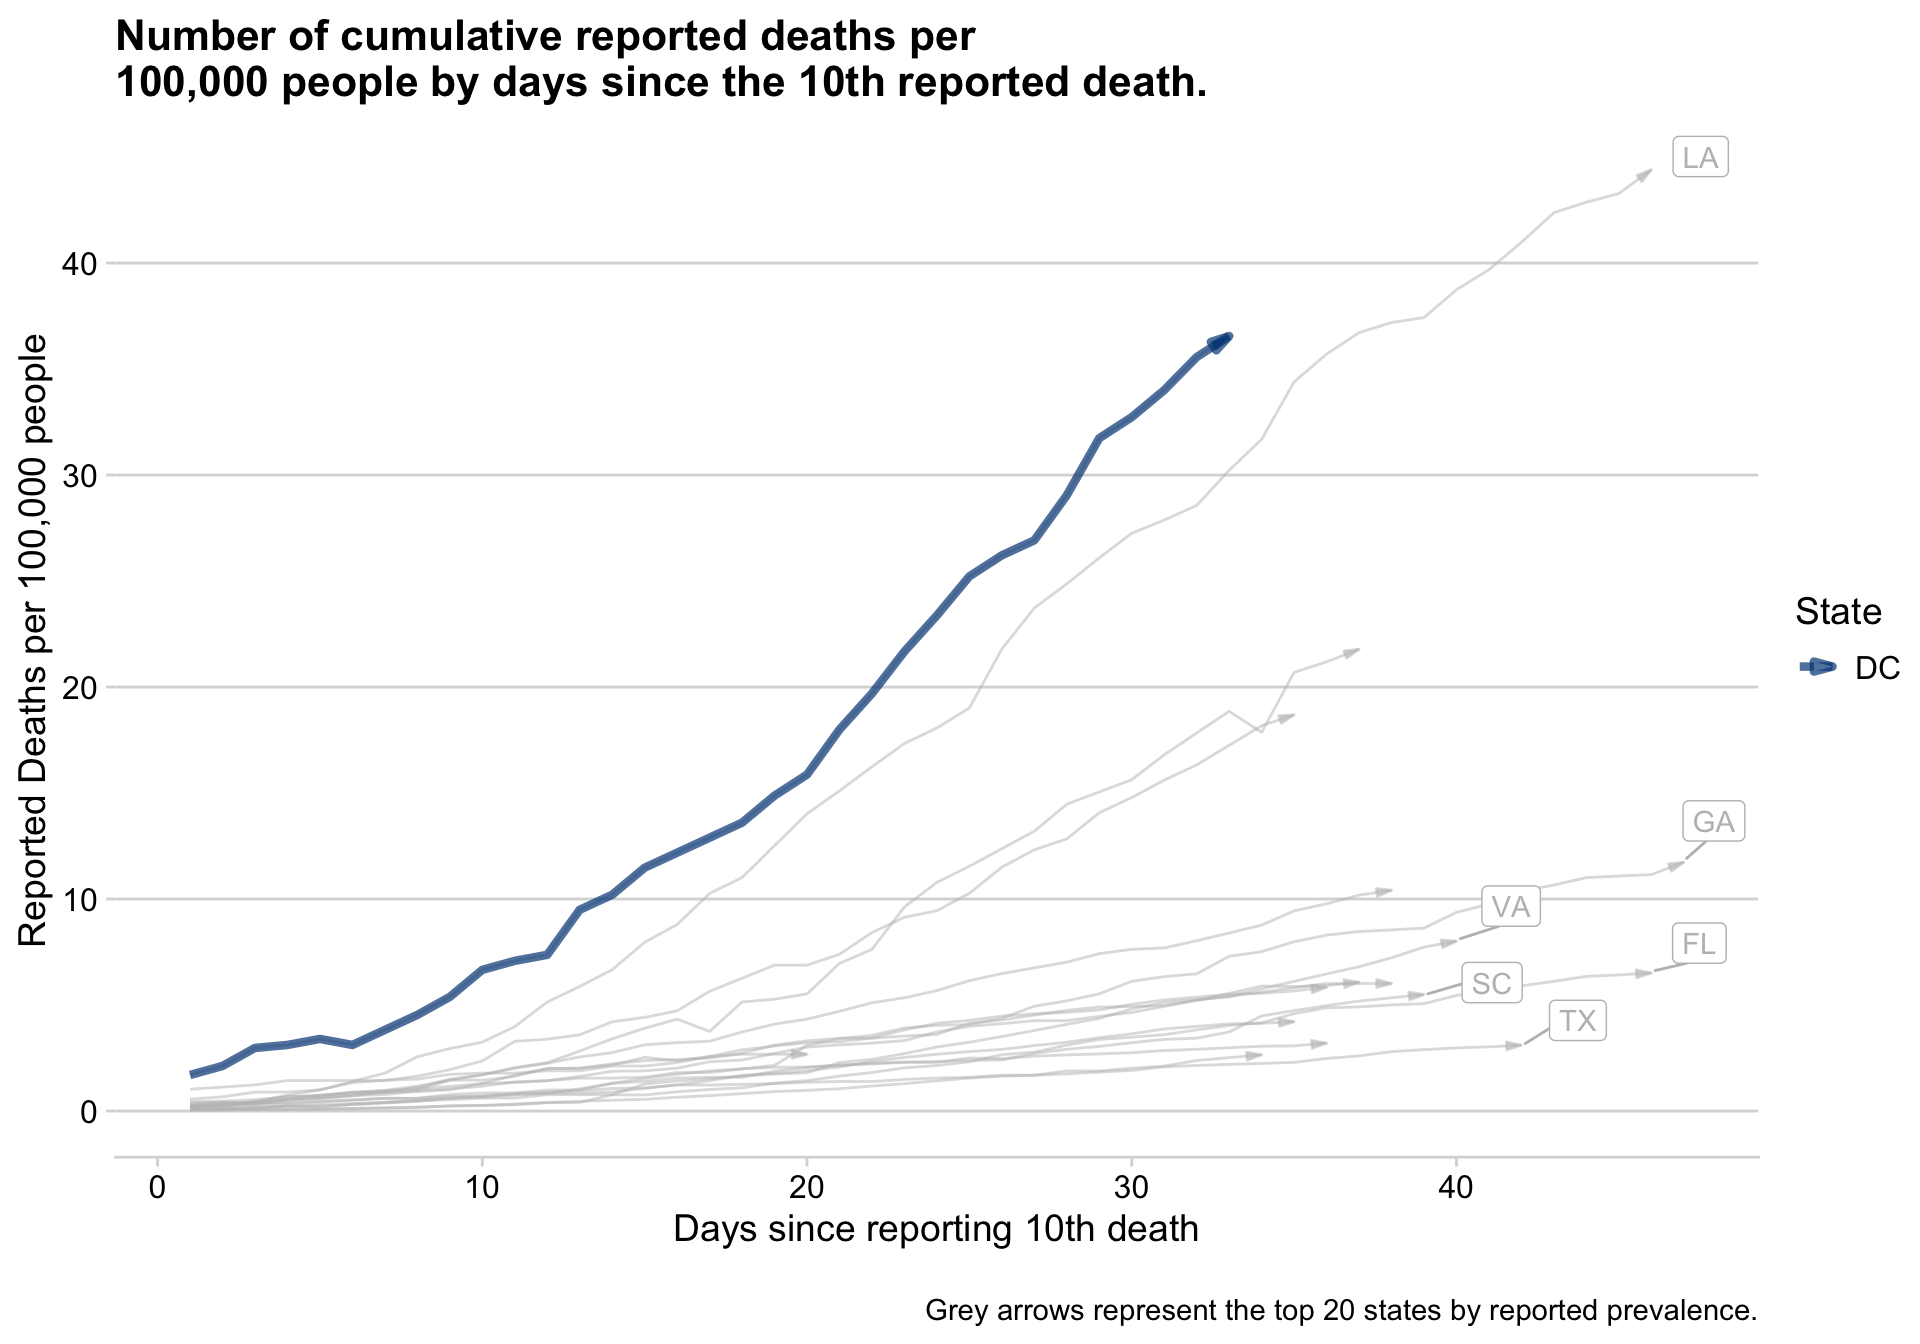 Number of cumulative reported deaths per
100,000 people by days since the 10th reported death.
LA
40
30
20
10
0
GA
VA
FL
SC
TX
Reported Deaths per 100,000 people
State
DC
0 10 20 30 40
Days since reporting 10th death
Grey arrows represent the top 20 states by reported prevalence.